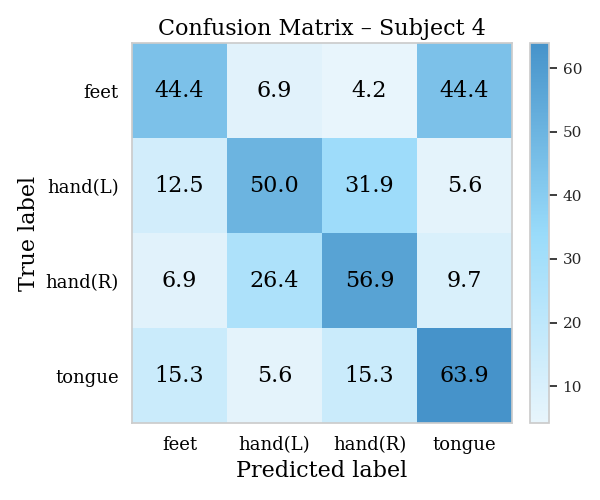 Confusion Matrix – Subject 4
True label
feet 44.4 6.9 4.2 44.4
hand(L) 12.5 50.0 31.9 5.6
hand(R) 6.9 26.4 56.9 9.7
tongue 15.3 5.6 15.3 63.9
feet hand(L) hand(R) tongue
Predicted label
60
50
40
30
20
10